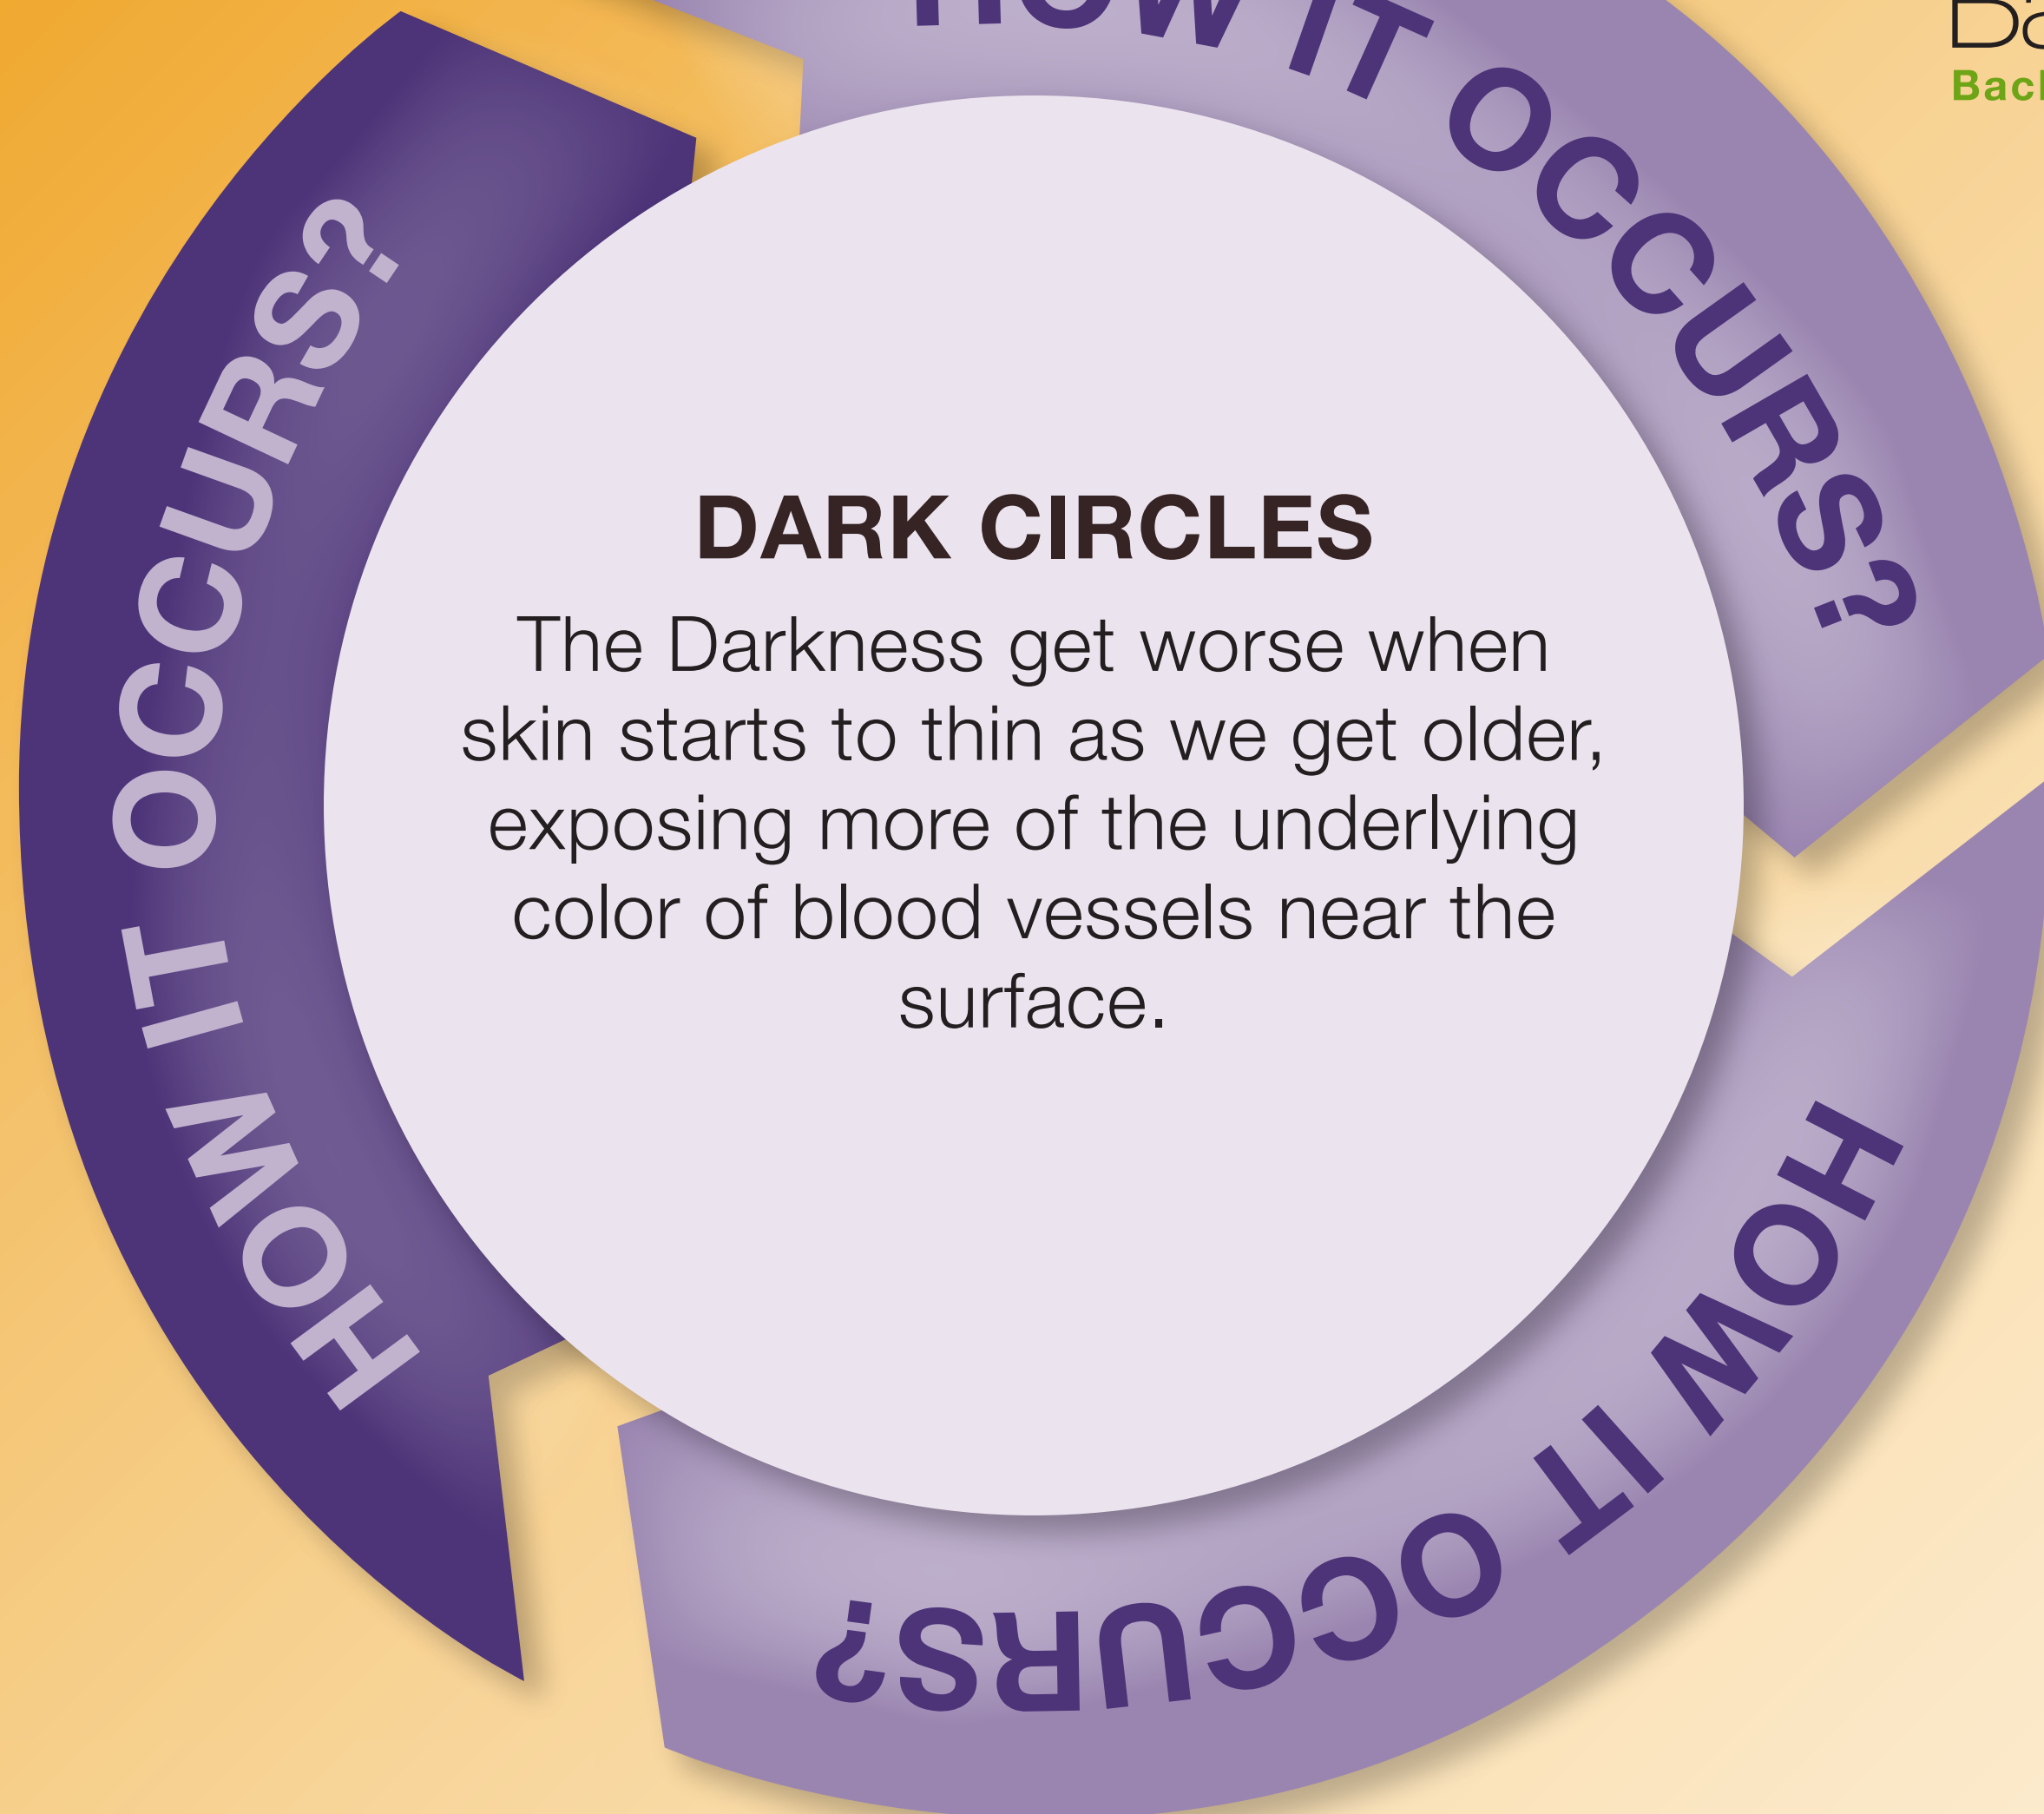 HOW IT OCCURS?
HOW IT OCCURS?
DARK CIRCLES
The Darkness get worse when
skin starts to thin as we get older,
exposing more of the underlying
color of blood vessels near the
surface.
HOW IT OCCURS?